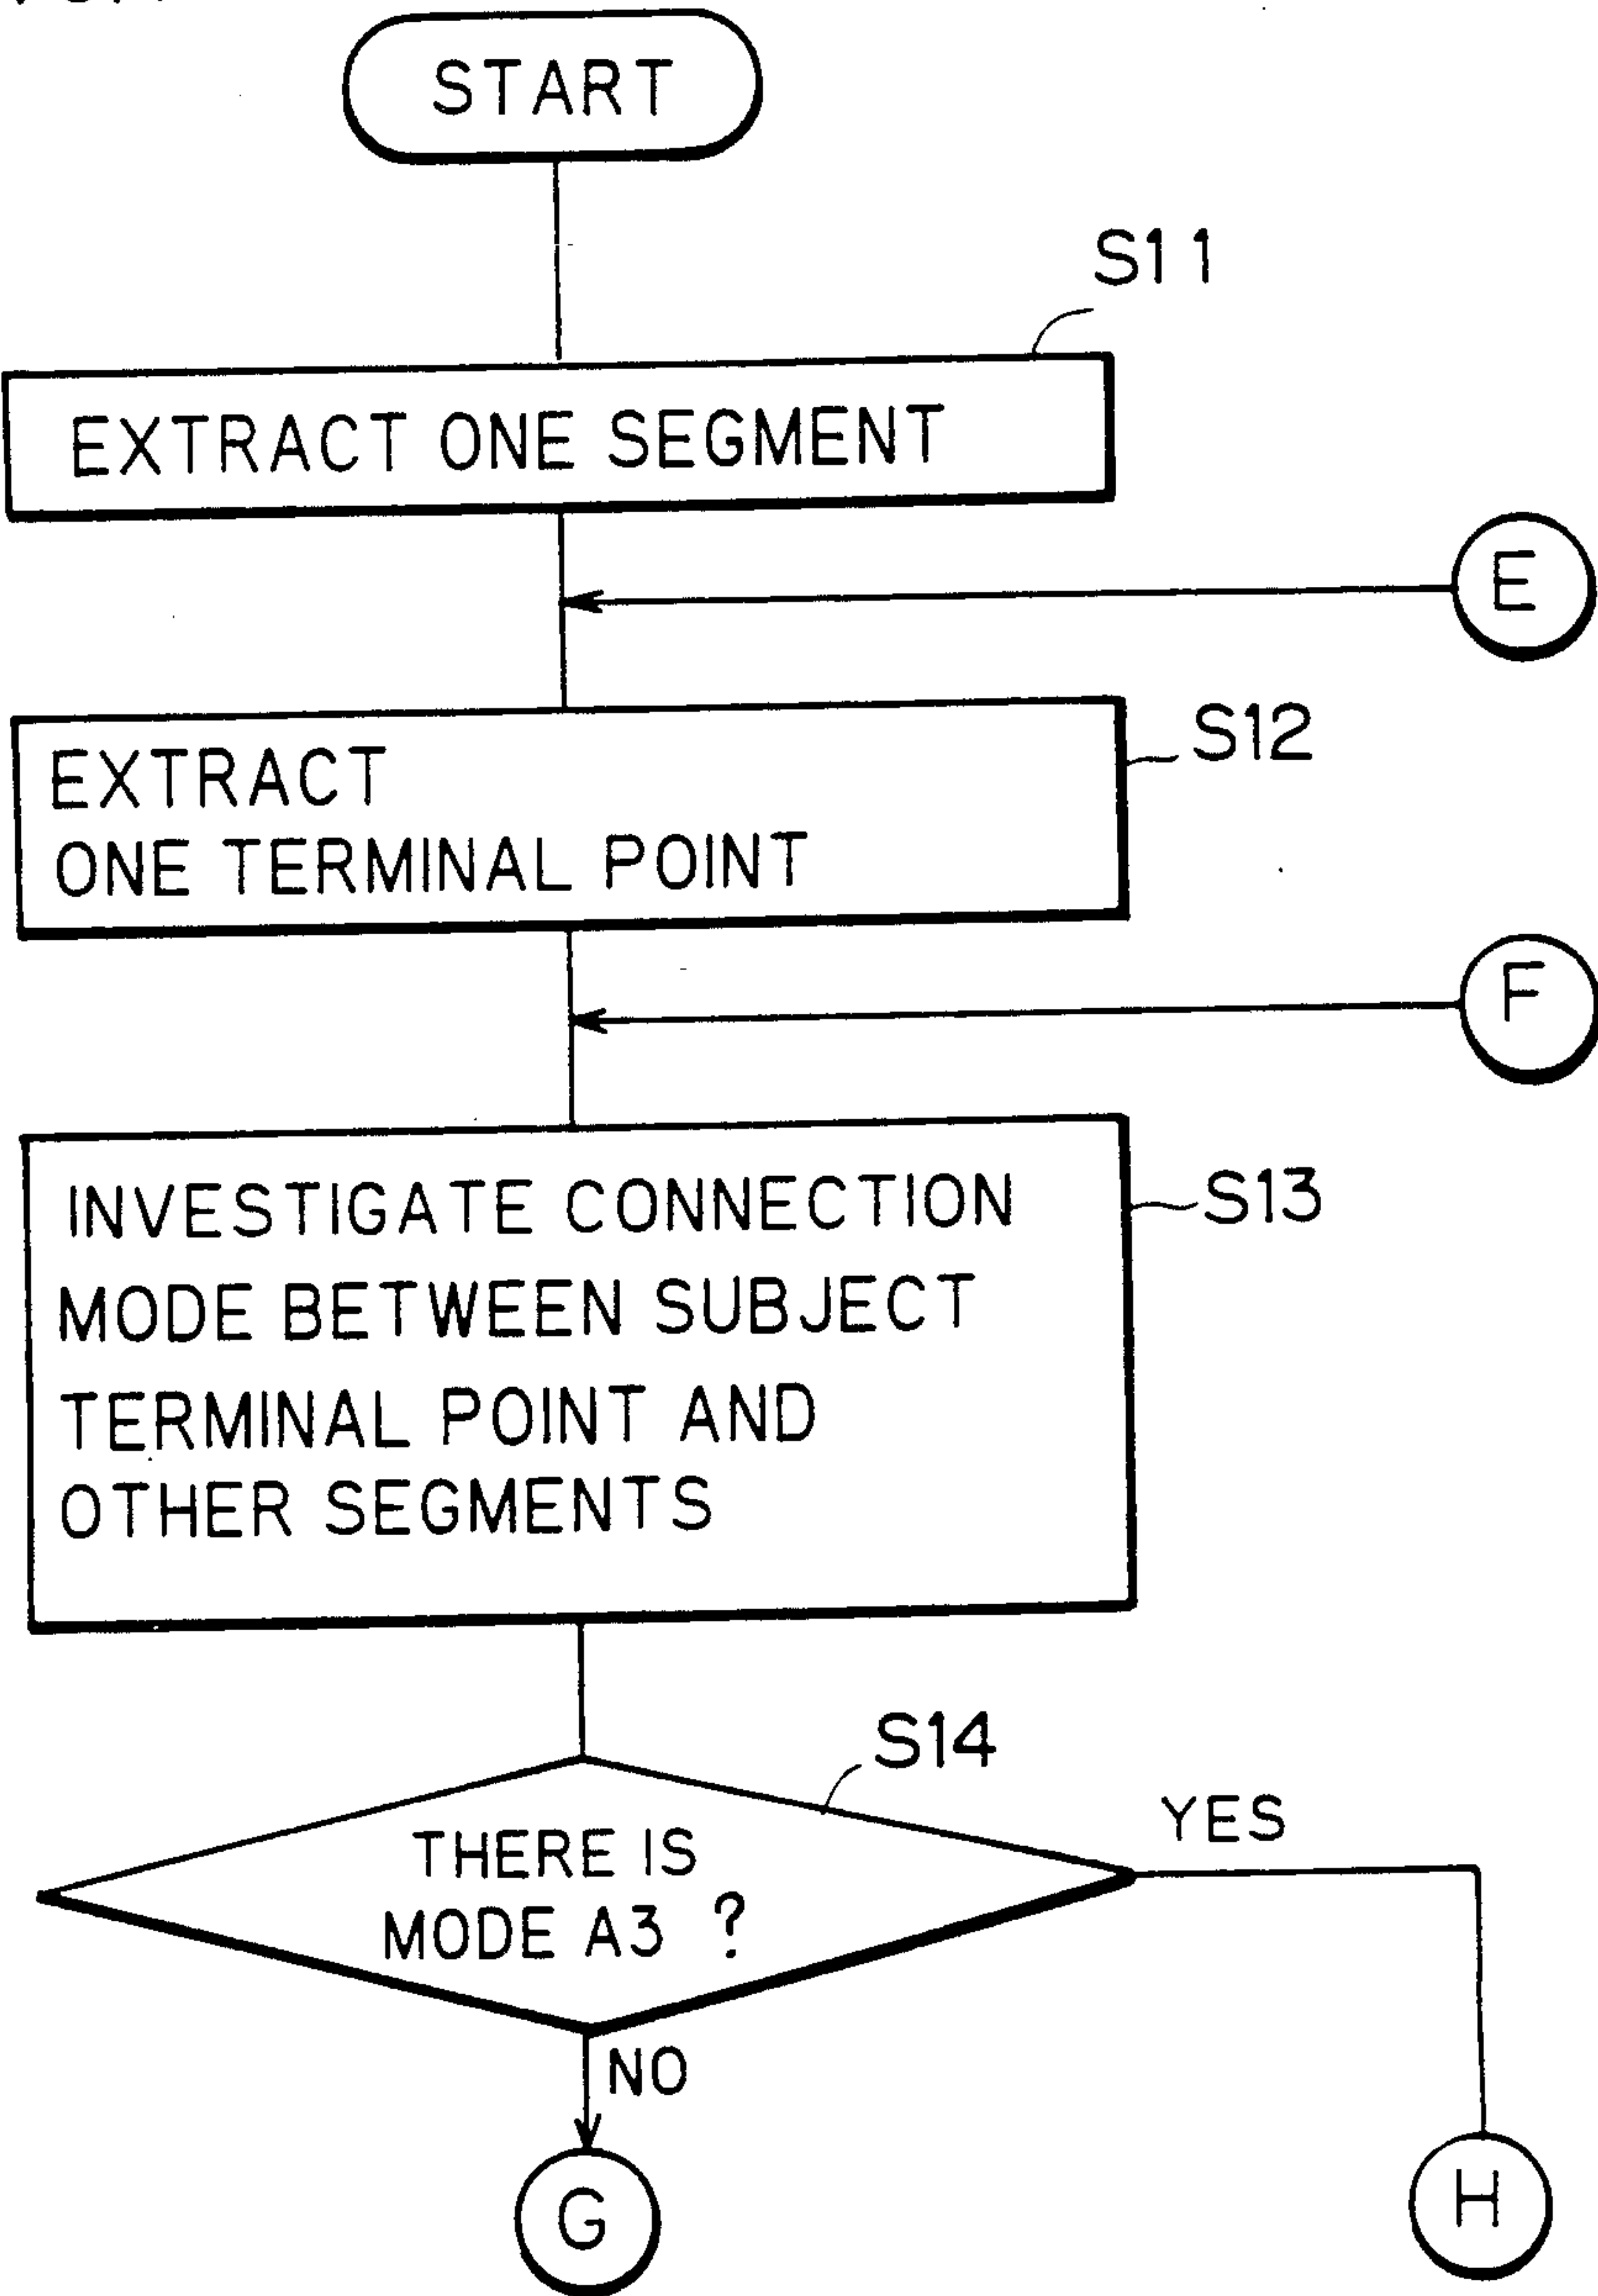 START
S11
EXTRACT ONE SEGMENT
E
S12
EXTRACT
ONE TERMINAL POINT
F
S13
INVESTIGATE CONNECTION
MODE BETWEEN SUBJECT
TERMINAL POINT AND
OTHER SEGMENTS
S14
YES
THERE IS
MODE A3 ?
NO
G
H